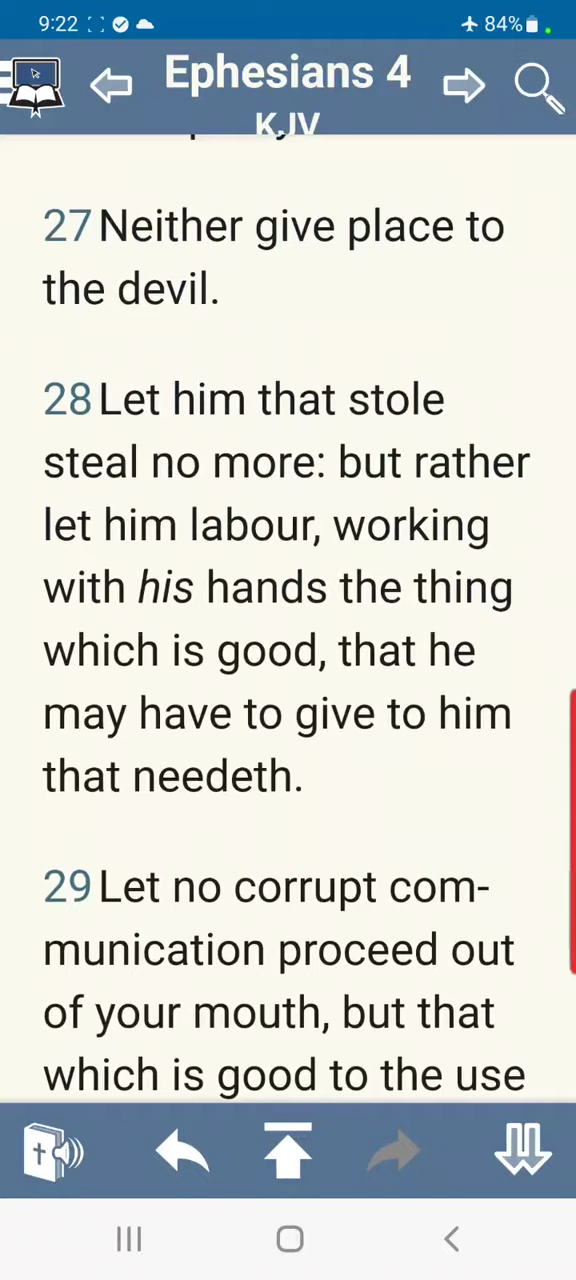 9:22
84%
Ephesians 4
KJV
27 Neither give place to
the devil.
28 Let him that stole
steal no more: but rather
let him labour, working
with his hands the thing
which is good, that he
may have to give to him
that needeth.
29 Let no corrupt com-
munication proceed out
of your mouth, but that
which is good to the use